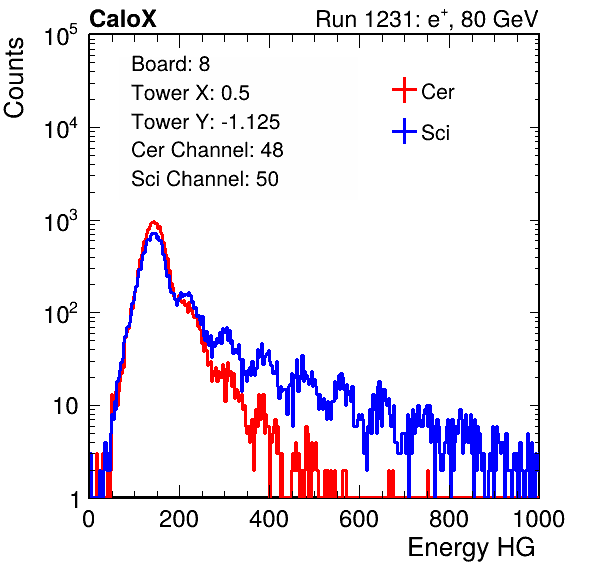 CaloX Run 1231: e⁺, 80 GeV
Counts
Board: 8
Tower X: 0.5
Tower Y: -1.125
Cer Channel: 48
Sci Channel: 50
Cer
Sci
10⁵
10⁴
10³
10²
10
1
0 200 400 600 800 1000
Energy HG